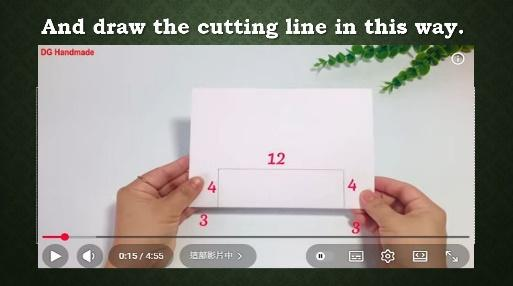 And draw the cutting line in this way.
DG Handmade
12
4
4
3
3
0:15 / 4:55
這部影片中 >